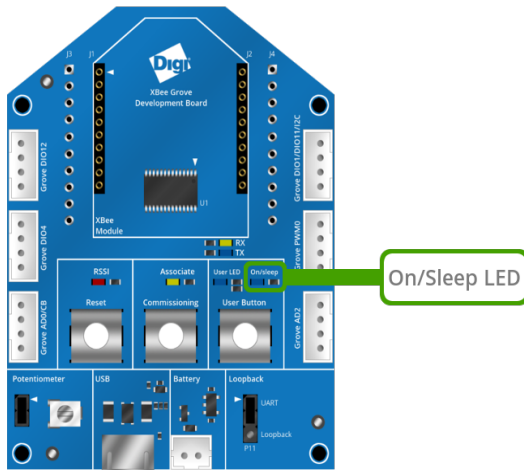 J3
J1
J2
J4
Digi
XBee Grove
Development Board
Grove DIO12
Grove DIO1/DIO11/I2C
U1
XBee
Module
Grove DIO4
Grove PWM0
RX
TX
RSSI
Associate
User LED
On/sleep
On/Sleep LED
Reset
Commissioning
User Button
Grove AD0/CB
Grove AD2
Potentiometer
USB
Battery
Loopback
UART
Loopback
P11